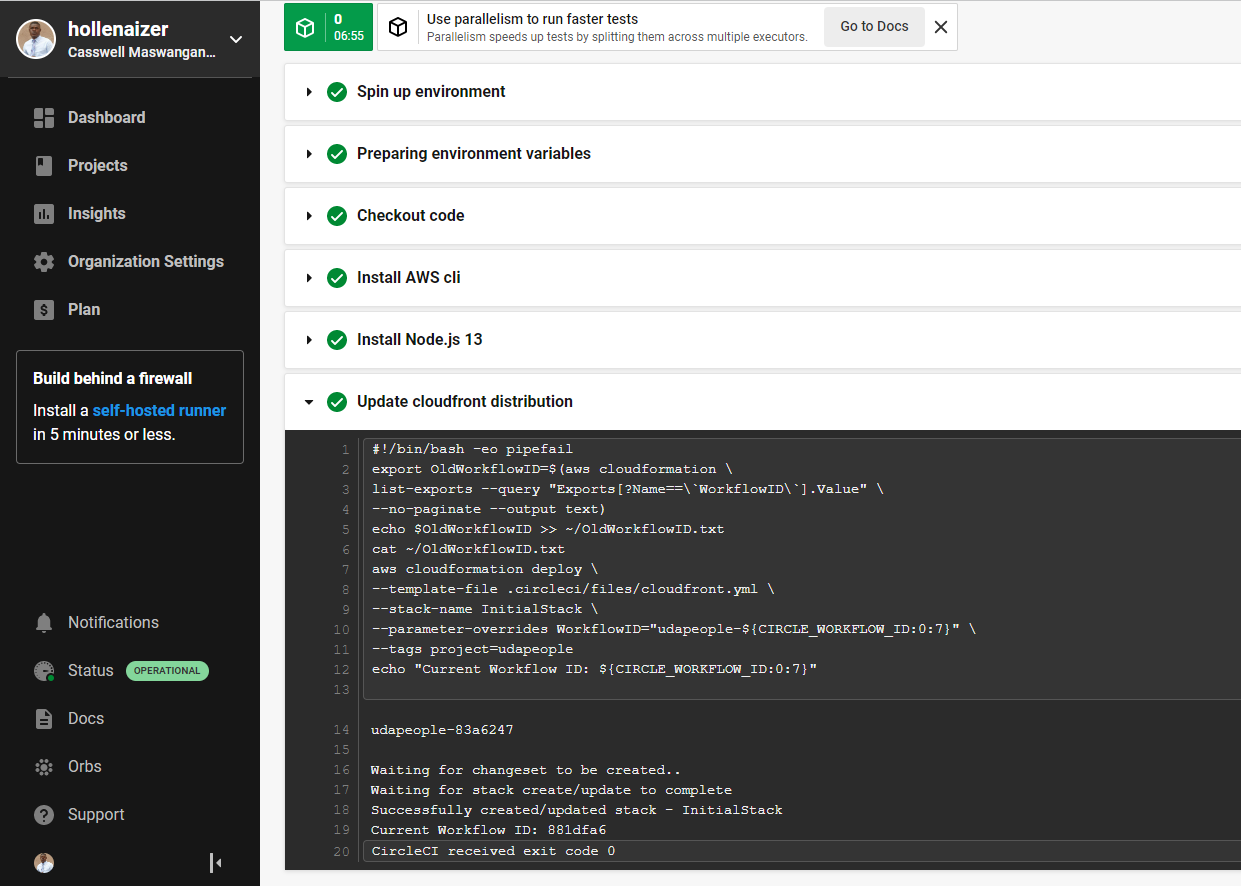 hollenaizer
Casswell Maswangan...
Dashboard
Projects
Insights
Organization Settings
Plan
Build behind a firewall
Install a self-hosted runner
in 5 minutes or less.
Notifications
Status OPERATIONAL
Docs
Orbs
Support
0
06:55
Use parallelism to run faster tests
Parallelism speeds up tests by splitting them across multiple executors.
Go to Docs
Spin up environment
Preparing environment variables
Checkout code
Install AWS cli
Install Node.js 13
Update cloudfront distribution
1 #!/bin/bash -eo pipefail
2 export OldWorkflowID=$(aws cloudformation \
3 list-exports --query "Exports[?Name==\`WorkflowID\`].Value" \
4 --no-paginate --output text)
5 echo $OldWorkflowID >> ~/OldWorkflowID.txt
6 cat ~/OldWorkflowID.txt
7 aws cloudformation deploy \
8 --template-file .circleci/files/cloudfront.yml \
9 --stack-name InitialStack \
10 --parameter-overrides WorkflowID="udapeople-${CIRCLE_WORKFLOW_ID:0:7}" \
11 --tags project=udapeople
12 echo "Current Workflow ID: ${CIRCLE_WORKFLOW_ID:0:7}"
13
14 udapeople-83a6247
15
16 Waiting for changeset to be created..
17 Waiting for stack create/update to complete
18 Successfully created/updated stack - InitialStack
19 Current Workflow ID: 881dfa6
20 CircleCI received exit code 0